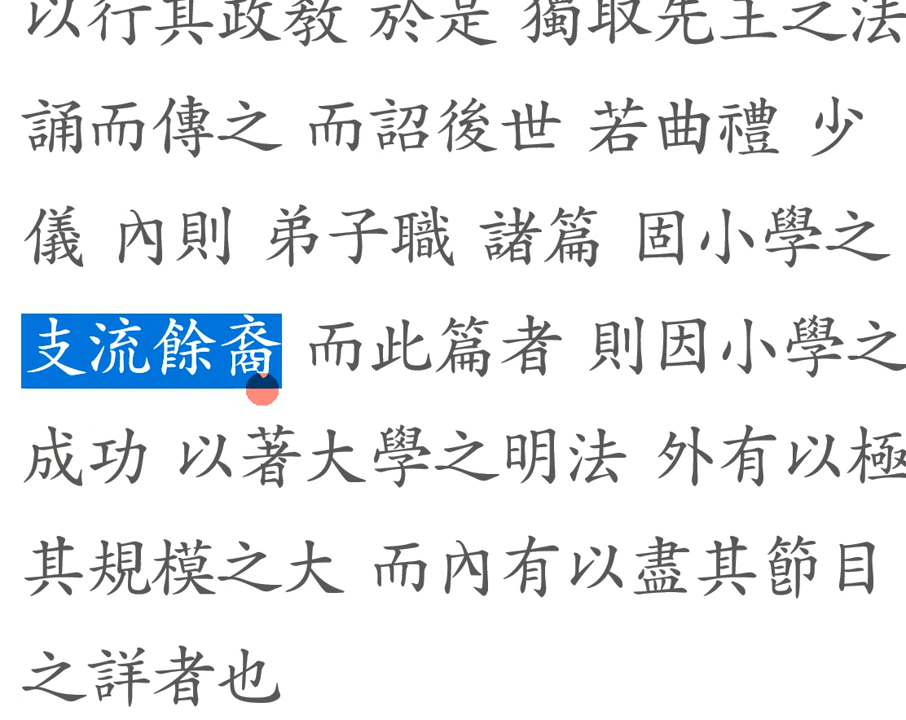 以行其政教 於是 獨取先王之法
誦而傳之 而詔後世 若曲禮 少
儀 內則 弟子職 諸篇 固小學之
支流餘裔 而此篇者 則因小學之
成功 以著大學之明法 外有以極
其規模之大 而內有以盡其節目
之詳者也